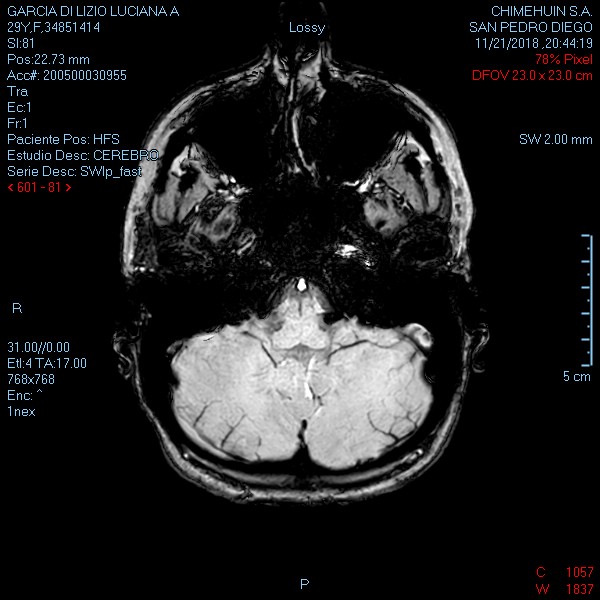 GARCIA DI LIZIO LUCIANA A
29Y,F,34851414
Sl:81
Pos:22.73 mm
Acc#: 200500030955
Tra
Ec:1
Fr:1
Paciente Pos: HFS
Estudio Desc: CEREBRO
Serie Desc: SWIp_fast
< 601 - 81 >
Lossy
CHIMEHUIN S.A.
SAN PEDRO DIEGO
11/21/2018 ,20:44:19
78% Pixel
DFOV 23.0 x 23.0 cm
SW 2.00 mm
R
31.00//0.00
Etl:4 TA:17.00
768x768
Enc: ^
1nex
5 cm
P
C 1057
W 1837